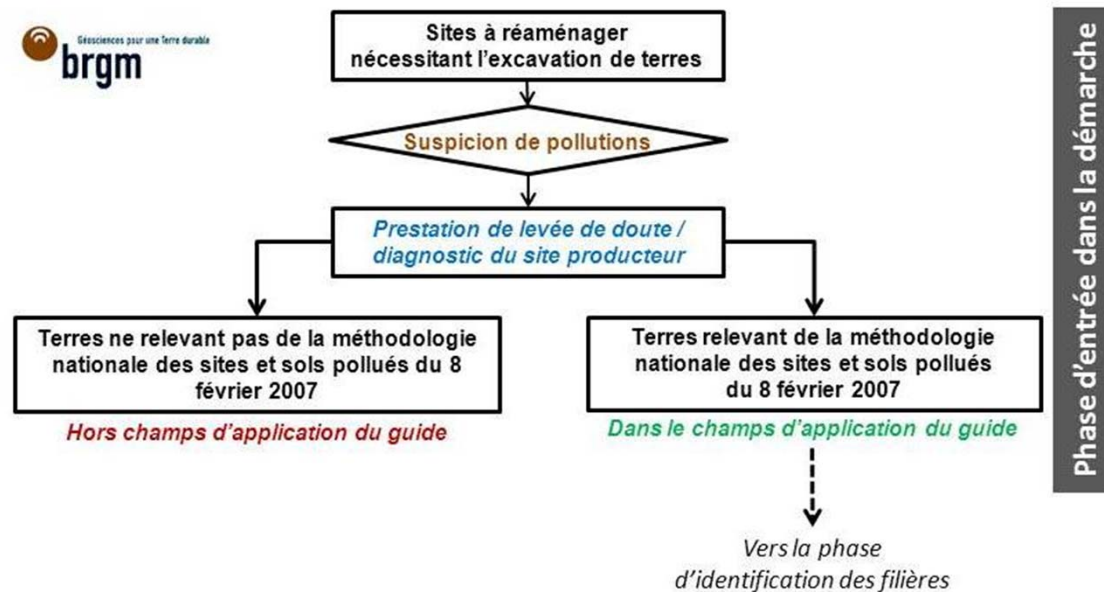 Géosciences pour une Terre durable
brgm
Sites à réaménager
nécessitant l'excavation de terres
Suspicion de pollutions
Prestation de levée de doute /
diagnostic du site producteur
Terres ne relevant pas de la méthodologie
nationale des sites et sols pollués du 8
février 2007
Hors champs d'application du guide
Terres relevant de la méthodologie
nationale des sites et sols pollués
du 8 février 2007
Dans le champs d'application du guide
Vers la phase
d'identification des filières
Phase d'entrée dans la démarche